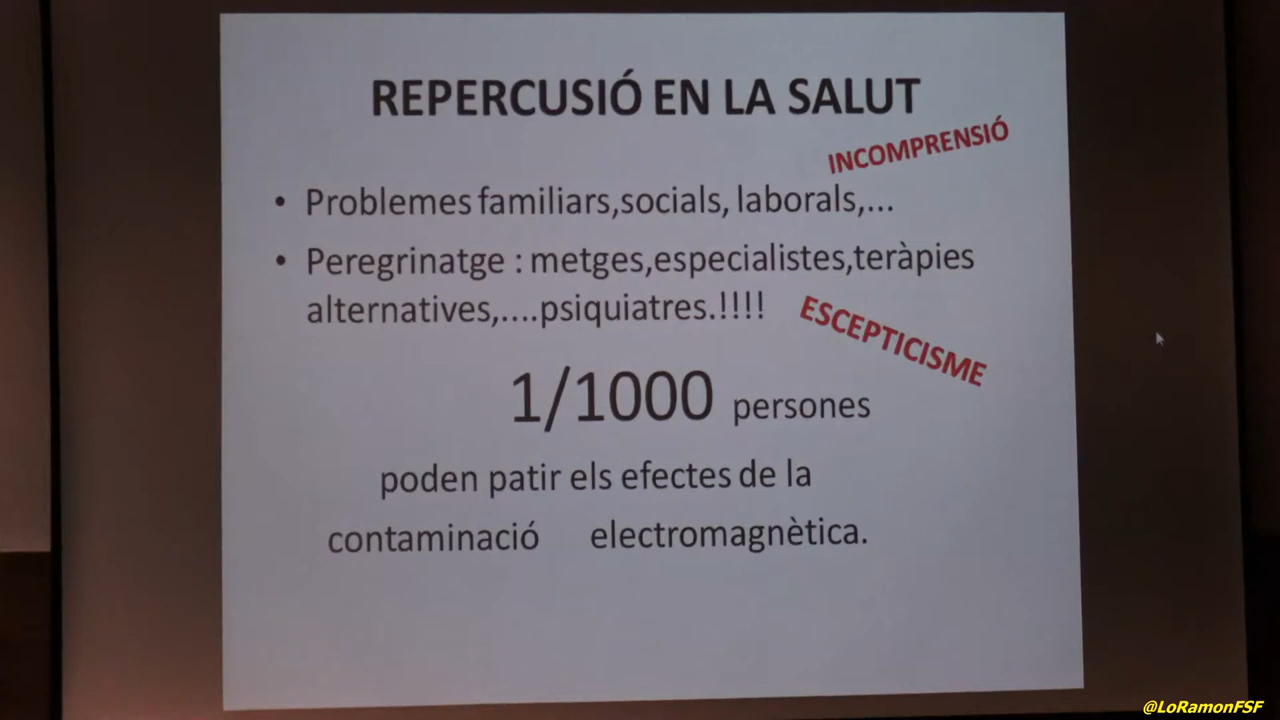 REPERCUSIÓ EN LA SALUT
INCOMPRENSIÓ
• Problemes familiars,socials, laborals,...
• Peregrinatge : metges,especialistes,teràpies
alternatives,....psiquiatres.!!!!
ESCEPTICISME
1/1000 persones
poden patir els efectes de la
contaminació electromagnètica.
@LoRamonFSF